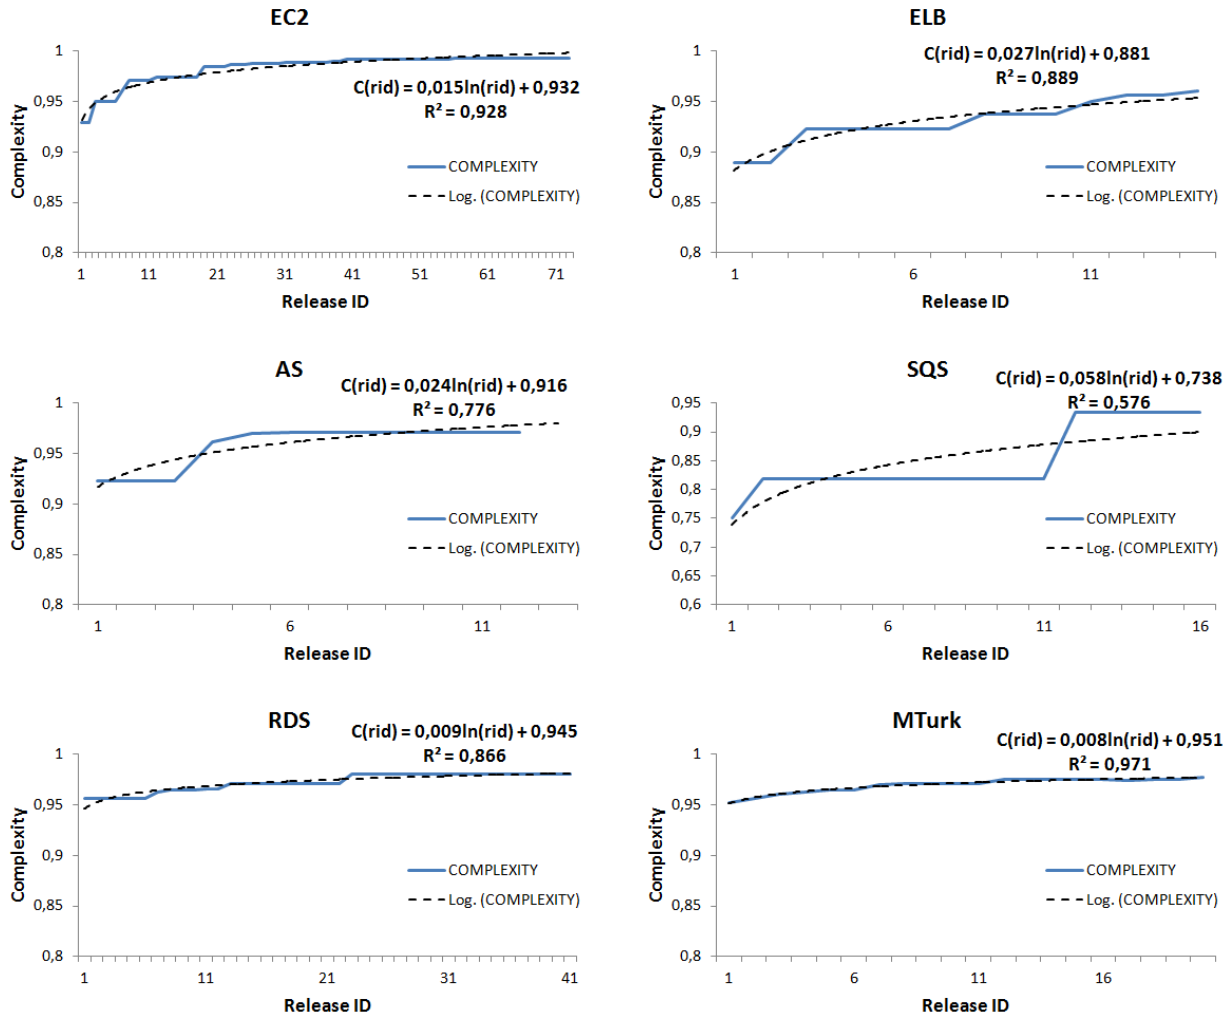 EC2
C(rid) = 0,015ln(rid) + 0,932
R² = 0,928
COMPLEXITY
Log. (COMPLEXITY)
Complexity
1
0,95
0,9
0,85
0,8
1 11 21 31 41 51 61 71
Release ID
ELB
C(rid) = 0,027ln(rid) + 0,881
R² = 0,889
COMPLEXITY
Log. (COMPLEXITY)
Complexity
1
0,95
0,9
0,85
0,8
1 6 11
Release ID
AS
C(rid) = 0,024ln(rid) + 0,916
R² = 0,776
COMPLEXITY
Log. (COMPLEXITY)
Complexity
1
0,95
0,9
0,85
0,8
1 6 11
Release ID
SQS
C(rid) = 0,058ln(rid) + 0,738
R² = 0,576
COMPLEXITY
Log. (COMPLEXITY)
Complexity
0,95
0,9
0,85
0,8
0,75
0,7
0,65
0,6
1 6 11 16
Release ID
RDS
C(rid) = 0,009ln(rid) + 0,945
R² = 0,866
COMPLEXITY
Log. (COMPLEXITY)
Complexity
1
0,95
0,9
0,85
0,8
1 11 21 31 41
Release ID
MTurk
C(rid) = 0,008ln(rid) + 0,951
R² = 0,971
COMPLEXITY
Log. (COMPLEXITY)
Complexity
1
0,95
0,9
0,85
0,8
1 6 11 16
Release ID